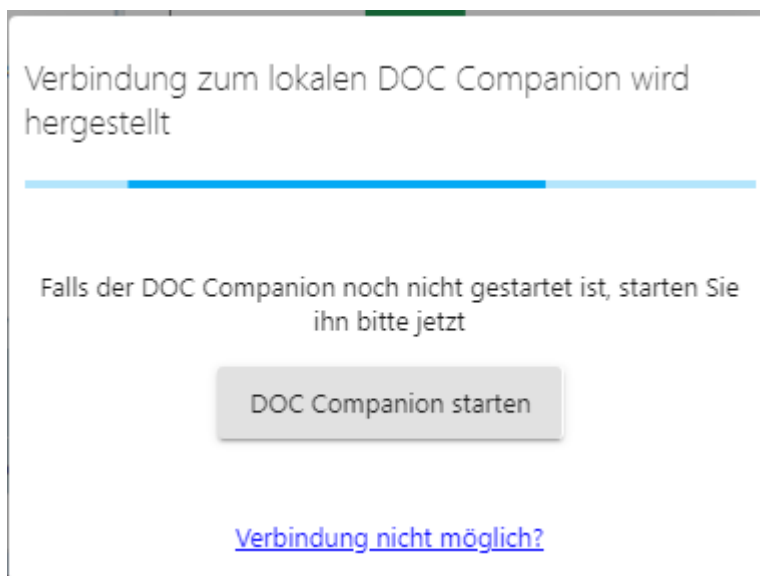 Verbindung zum lokalen DOC Companion wird
hergestellt
Falls der DOC Companion noch nicht gestartet ist, starten Sie
ihn bitte jetzt
DOC Companion starten
Verbindung nicht möglich?